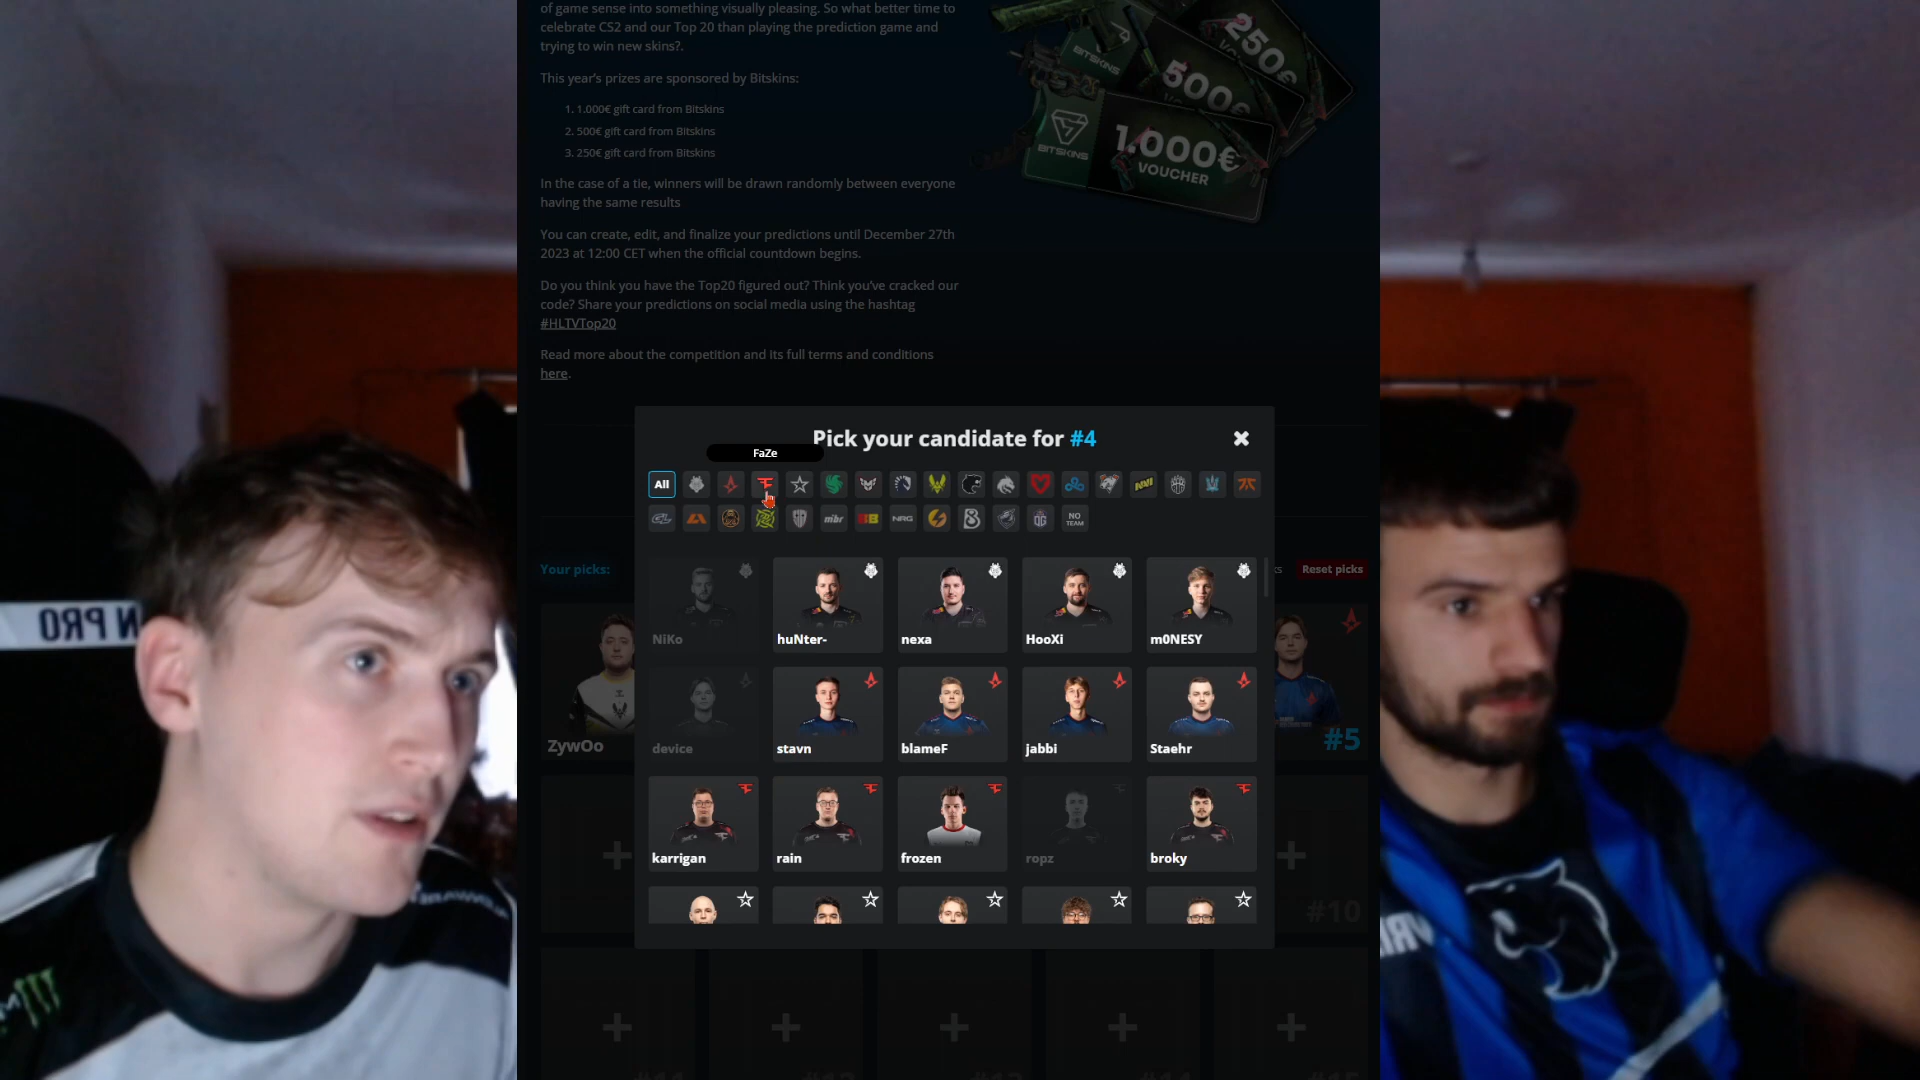 of game sense into something visually pleasing. So what better time to
celebrate CS2 and our Top 20 than playing the prediction game and
trying to win new skins?.
This year's prizes are sponsored by Bitskins:
1. 1.000€ gift card from Bitskins
2. 500€ gift card from Bitskins
3. 250€ gift card from Bitskins
In the case of a tie, winners will be drawn randomly between everyone
having the same results
You can create, edit, and finalize your predictions until December 27th
2023 at 12:00 CET when the official countdown begins.
Do you think you have the Top20 figured out? Think you've cracked our
code? Share your predictions on social media using the hashtag
#HLTVTop20
Read more about the competition and its full terms and conditions
here.
250€
BITSKINS
500€
1.000€
BITSKINS
VOUCHER
Pick your candidate for #4
FaZe
All
NAVI
GL
mibr
BB
NRG
OG
NO
TEAM
Your picks:
Reset picks
NiKo
huNter-
nexa
HooXi
m0NESY
device
stavn
blameF
jabbi
Staehr
ZywOo
#5
karrigan
rain
frozen
ropz
broky
#10
N PRO